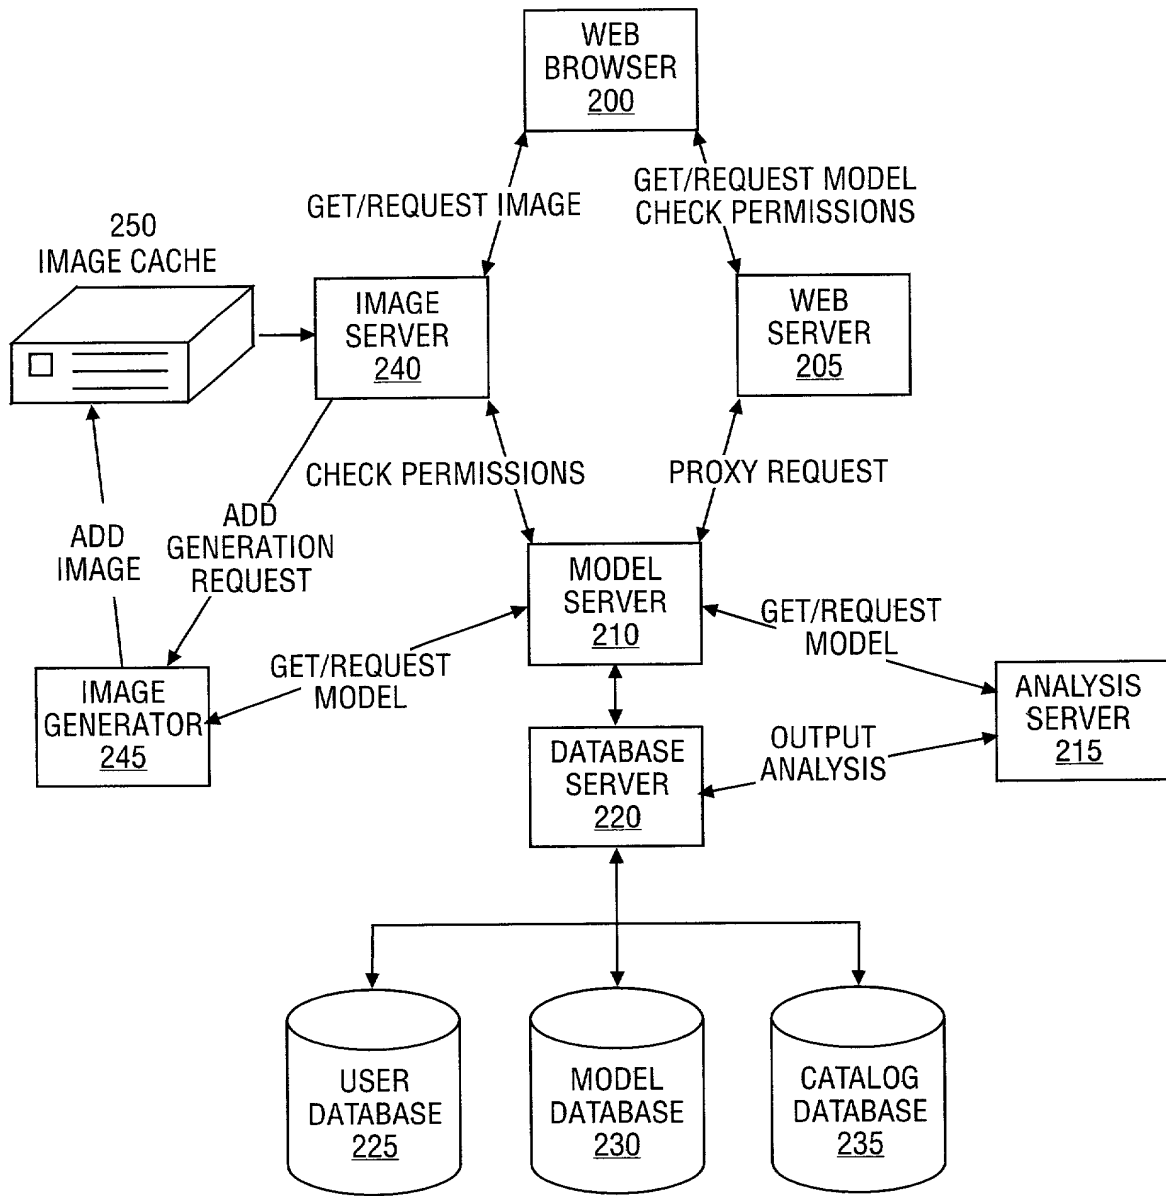 WEB
BROWSER
200
GET/REQUEST IMAGE
GET/REQUEST MODEL
CHECK PERMISSIONS
250
IMAGE CACHE
IMAGE
SERVER
240
WEB
SERVER
205
CHECK PERMISSIONS
PROXY REQUEST
ADD
IMAGE
ADD
GENERATION
REQUEST
MODEL
SERVER
210
GET/REQUEST
MODEL
GET/REQUEST
MODEL
IMAGE
GENERATOR
245
ANALYSIS
SERVER
215
DATABASE
SERVER
220
OUTPUT
ANALYSIS
USER
DATABASE
225
MODEL
DATABASE
230
CATALOG
DATABASE
235